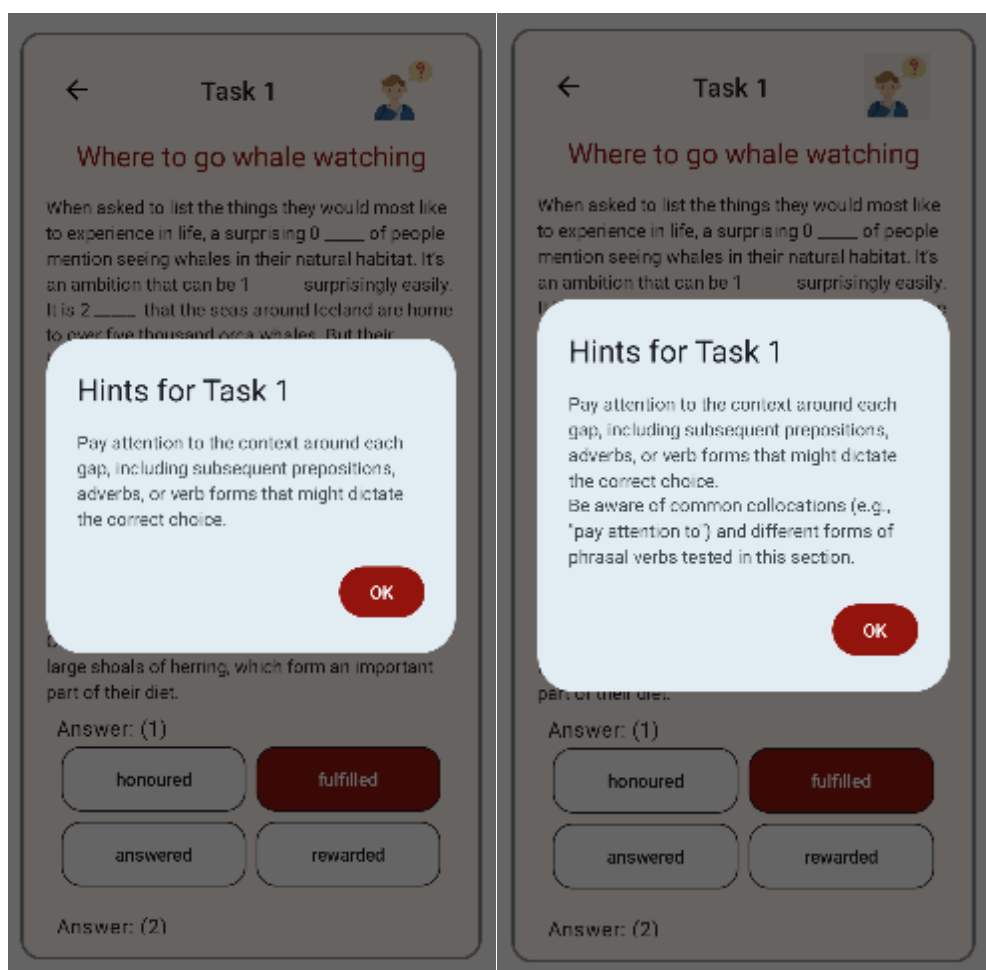 Task 1
Where to go whale watching
When asked to list the things they would most like
to experience in life, a surprising 0 ____ of people
mention seeing whales in their natural habitat. It's
an ambition that can be 1 surprisingly easily.
It is 2 ____ that the seas around Iceland are home
to over five thousand orca whales. But their
Hints for Task 1
Pay attention to the context around each
gap, including subsequent prepositions,
adverbs, or verb forms that might dictate
the correct choice.
OK
large shoals of herring, which form an important
part of their diet.
Answer: (1)
honoured
fulfilled
answered
rewarded
Answer: (2)
Task 1
Where to go whale watching
When asked to list the things they would most like
to experience in life, a surprising 0 ____ of people
mention seeing whales in their natural habitat. It's
an ambition that can be 1 surprisingly easily.
Hints for Task 1
Pay attention to the context around each
gap, including subsequent prepositions,
adverbs, or verb forms that might dictate
the correct choice.
Be aware of common collocations (e.g.,
"pay attention to") and different forms of
phrasal verbs tested in this section.
OK
part of their diet.
Answer: (1)
honoured
fulfilled
answered
rewarded
Answer: (2)